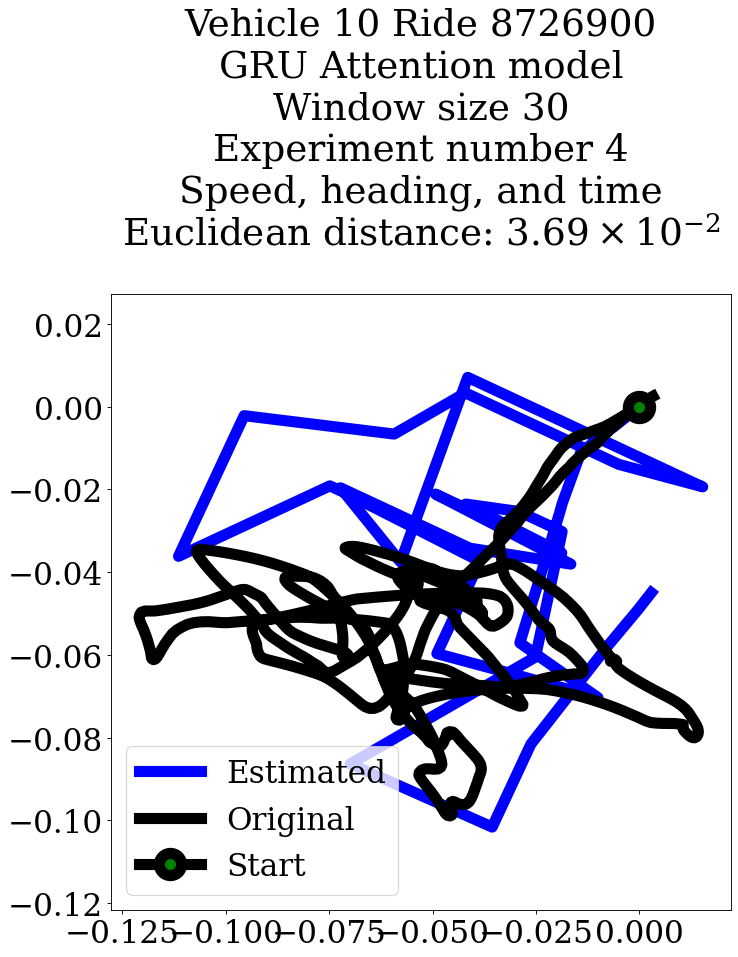 Vehicle 10 Ride 8726900
GRU Attention model
Window size 30
Experiment number 4
Speed, heading, and time
Euclidean distance: 3.69 × 10⁻²
0.02
0.00
−0.02
−0.04
−0.06
−0.08
−0.10
−0.12
Estimated
Original
Start
−0.125 −0.100 −0.075 −0.050 −0.025 0.000